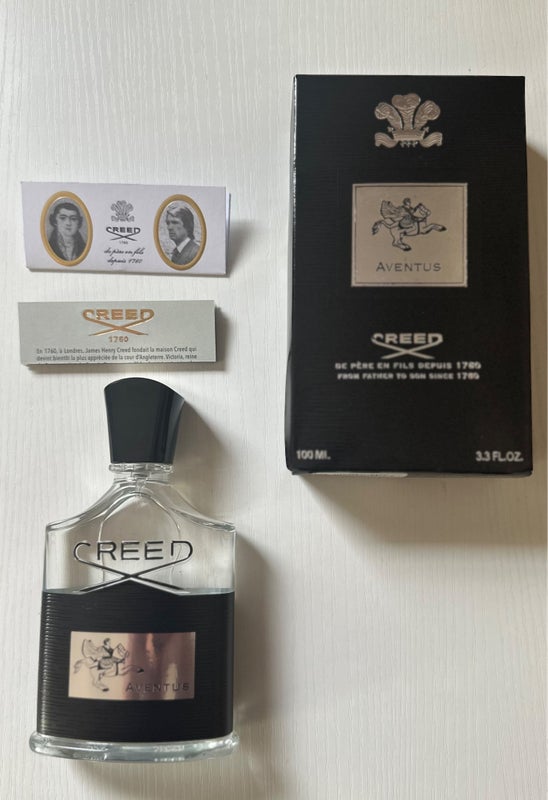 CREED
1760
de père en fils
depuis 1760
CREED
1760
En 1760, à Londres, James Henry Creed fondait la maison Creed qui
devint bientôt la plus appréciée de la cour d'Angleterre. Victoria, reine
CREED
AVENTUS
AVENTUS
CREED
DE PÈRE EN FILS DEPUIS 1760
FROM FATHER TO SON SINCE 1760
100 ML.
3.3 FL.OZ.